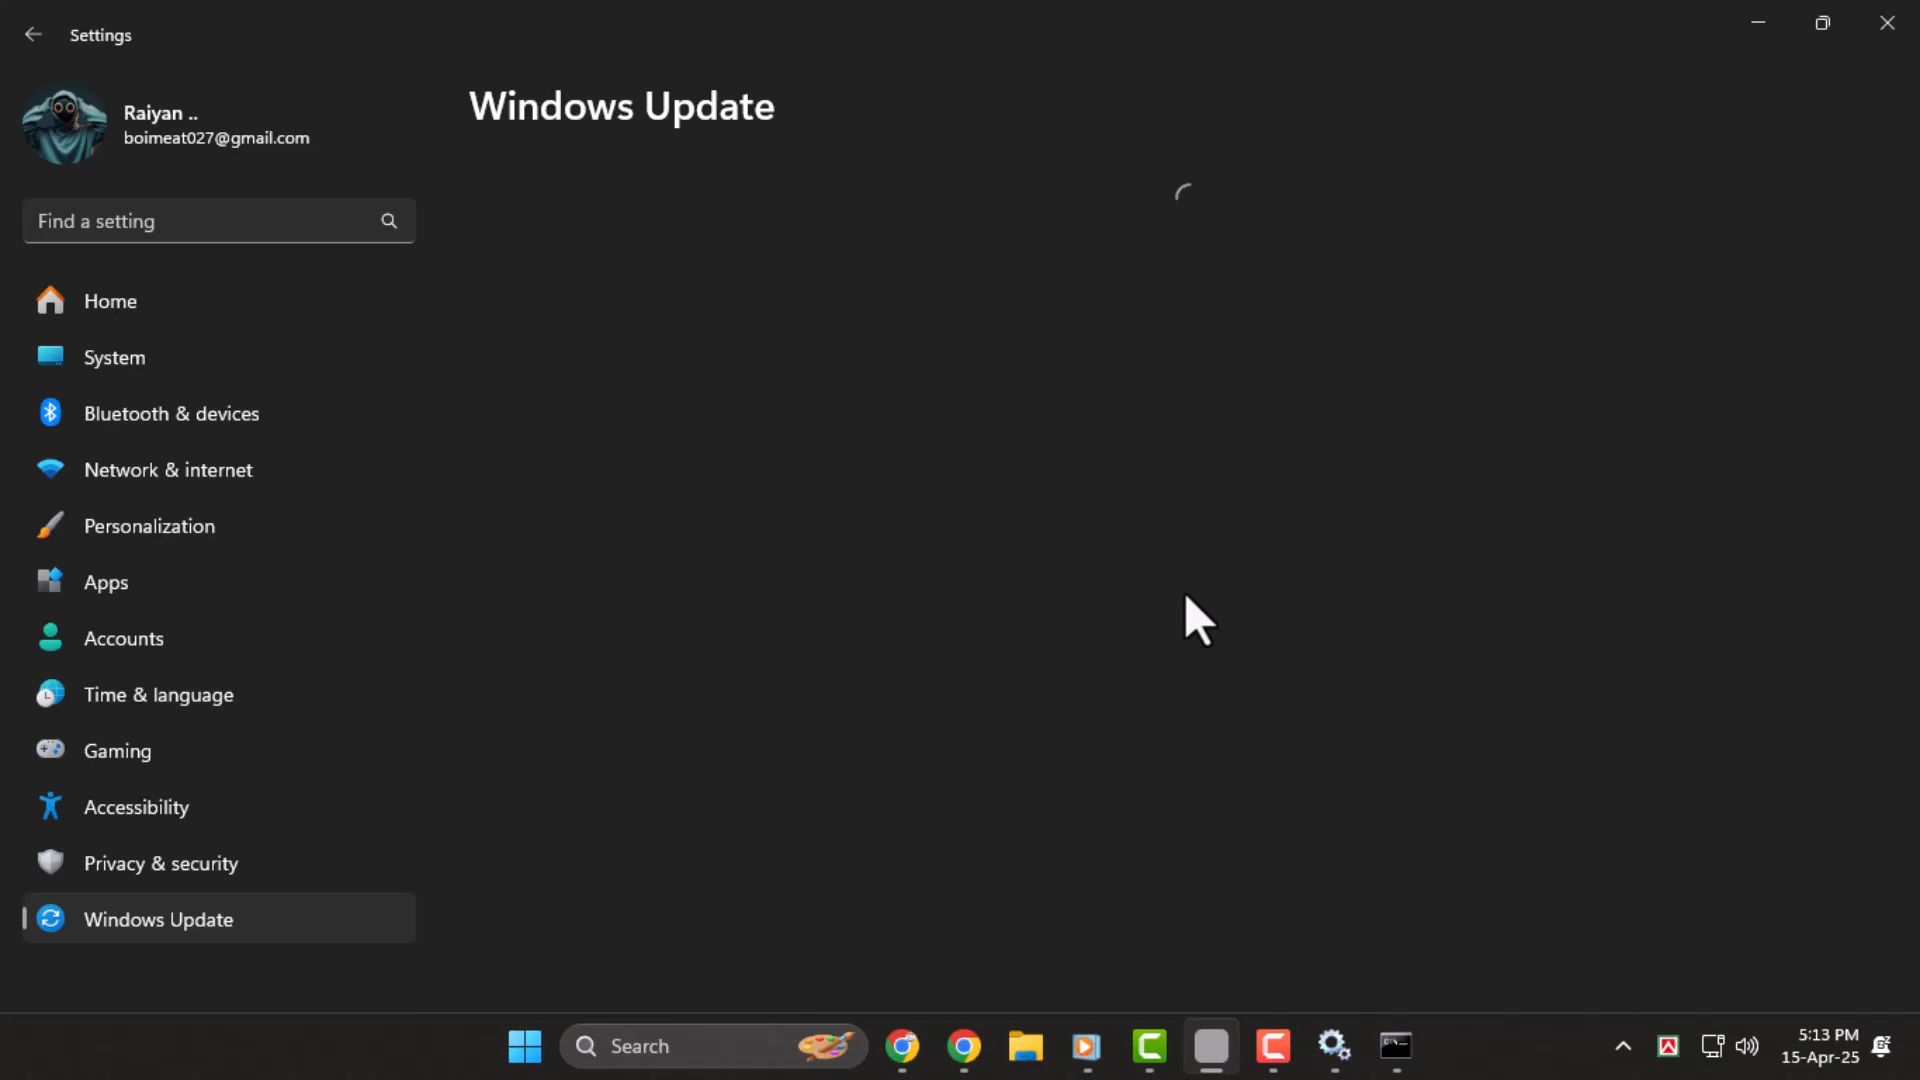 Settings
Raiyan ..
boimeat027@gmail.com
Find a setting
Home
System
Bluetooth & devices
Network & internet
Personalization
Apps
Accounts
Time & language
Gaming
Accessibility
Privacy & security
Windows Update
Windows Update
Search
5:13 PM
15-Apr-25